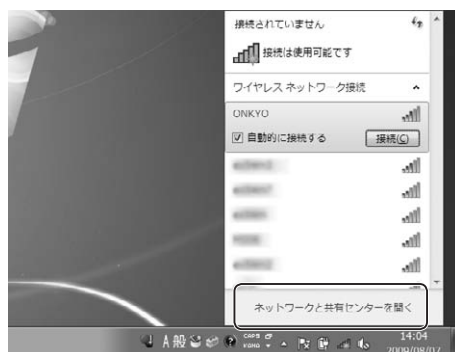 接続されていません
接続は使用可能です
ワイヤレス ネットワーク接続
ONKYO
自動的に接続する
接続(C)
ネットワークと共有センターを開く
A 般
CAPS
KANA
14:04
2009/08/07